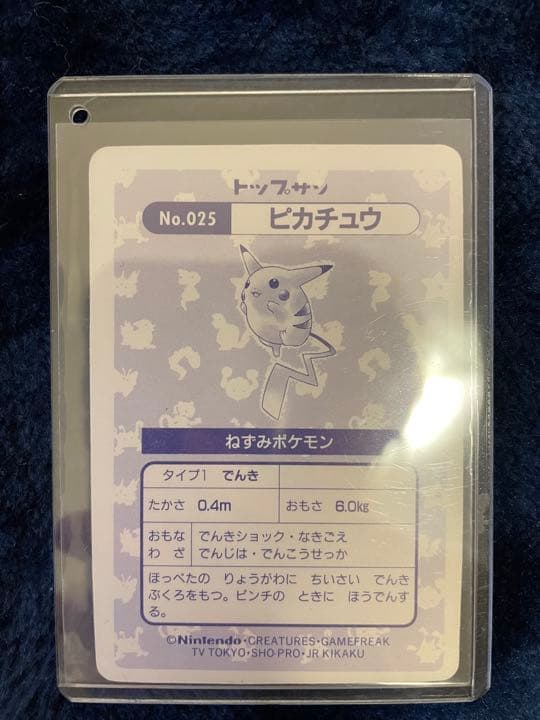 トップサン
No.025 ピカチュウ
ねずみポケモン
タイプ1 でんき
たかさ 0.4m おもさ 6.0kg
おもな でんきショック・なきごえ
わざ でんじは・でんこうせっか
ほっぺたの りょうがわに ちいさい でんき
ぶくろをもつ。ピンチの ときに ほうでんす
る。
©Nintendo・CREATURES・GAMEFREAK
TV TOKYO・SHO-PRO・JR KIKAKU